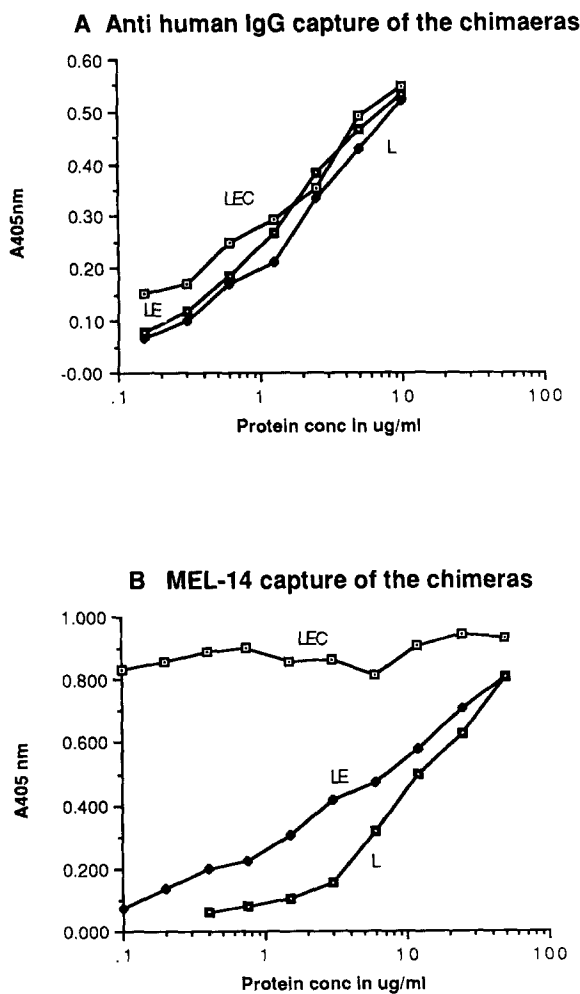 A Anti human IgG capture of the chimaeras
0.60
0.50
0.40
0.30
0.20
0.10
-0.00
A405nm
LEC
LE
L
.1 1 10 100
Protein conc in ug/ml
B MEL-14 capture of the chimeras
1.000
0.800
0.600
0.400
0.200
0.000
A405 nm
LEC
LE
L
.1 1 10 100
Protein conc in ug/ml